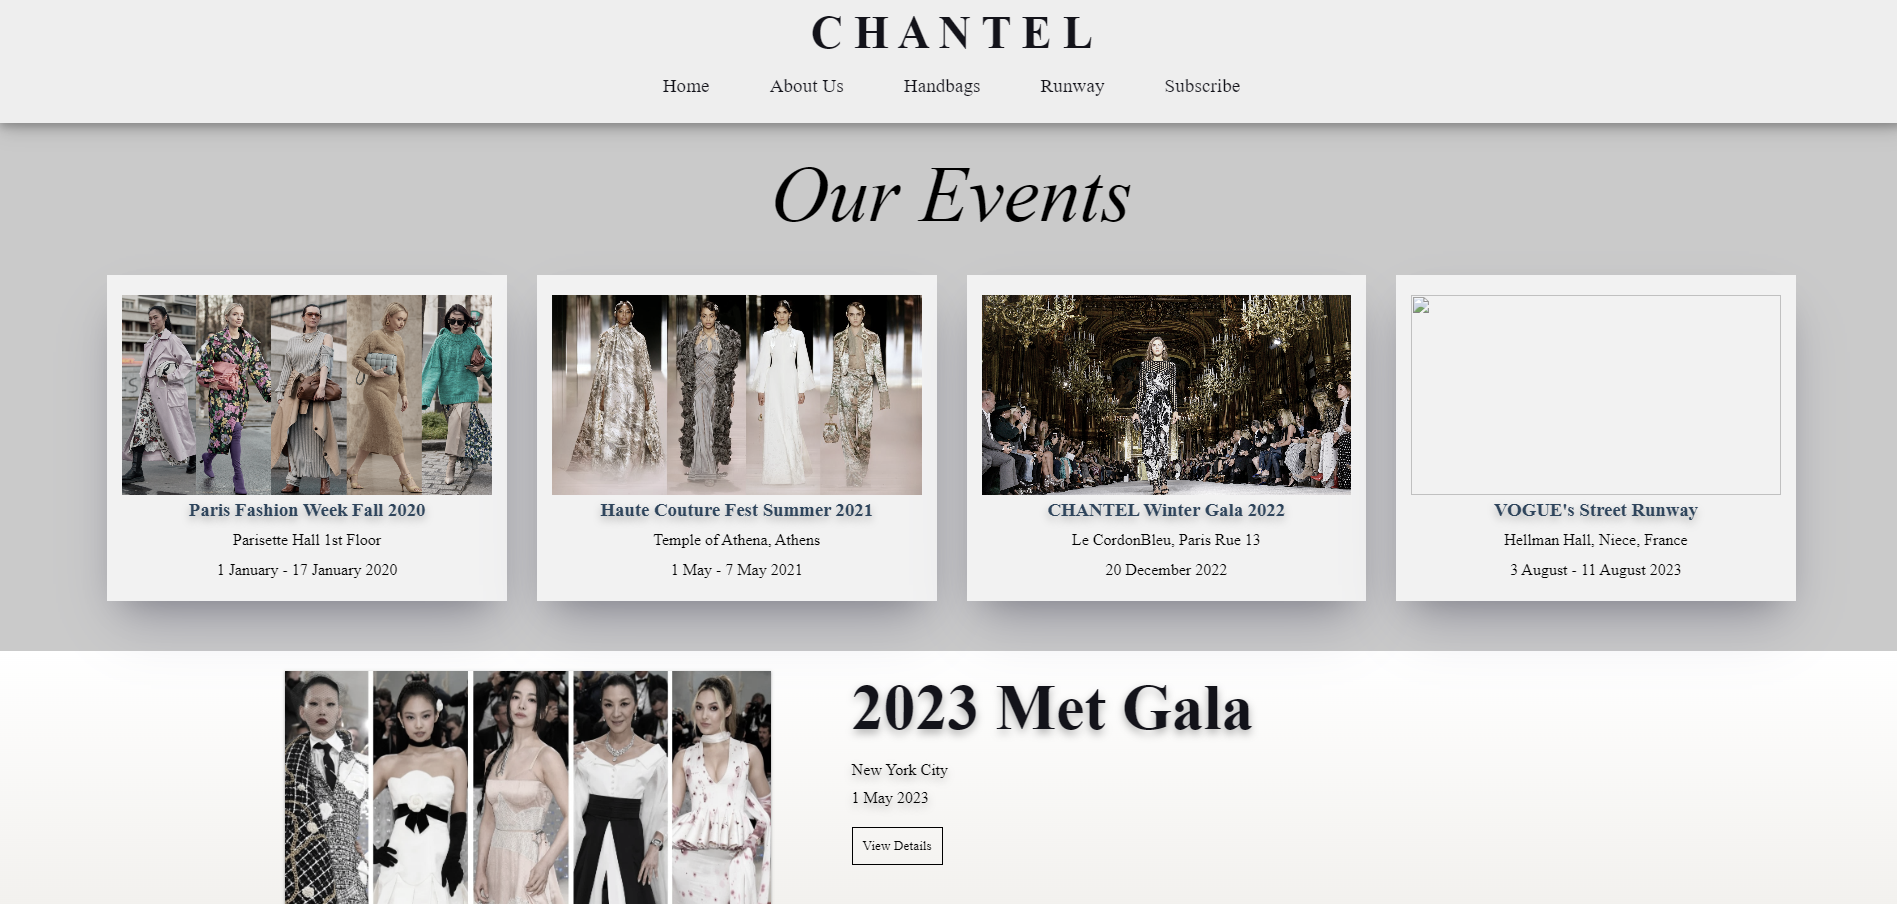 CHANTEL
Home
About Us
Handbags
Runway
Subscribe
Our Events
Paris Fashion Week Fall 2020
Parisette Hall 1st Floor
1 January - 17 January 2020
Haute Couture Fest Summer 2021
Temple of Athena, Athens
1 May - 7 May 2021
CHANTEL Winter Gala 2022
Le CordonBleu, Paris Rue 13
20 December 2022
VOGUE's Street Runway
Hellman Hall, Niece, France
3 August - 11 August 2023
2023 Met Gala
New York City
1 May 2023
View Details